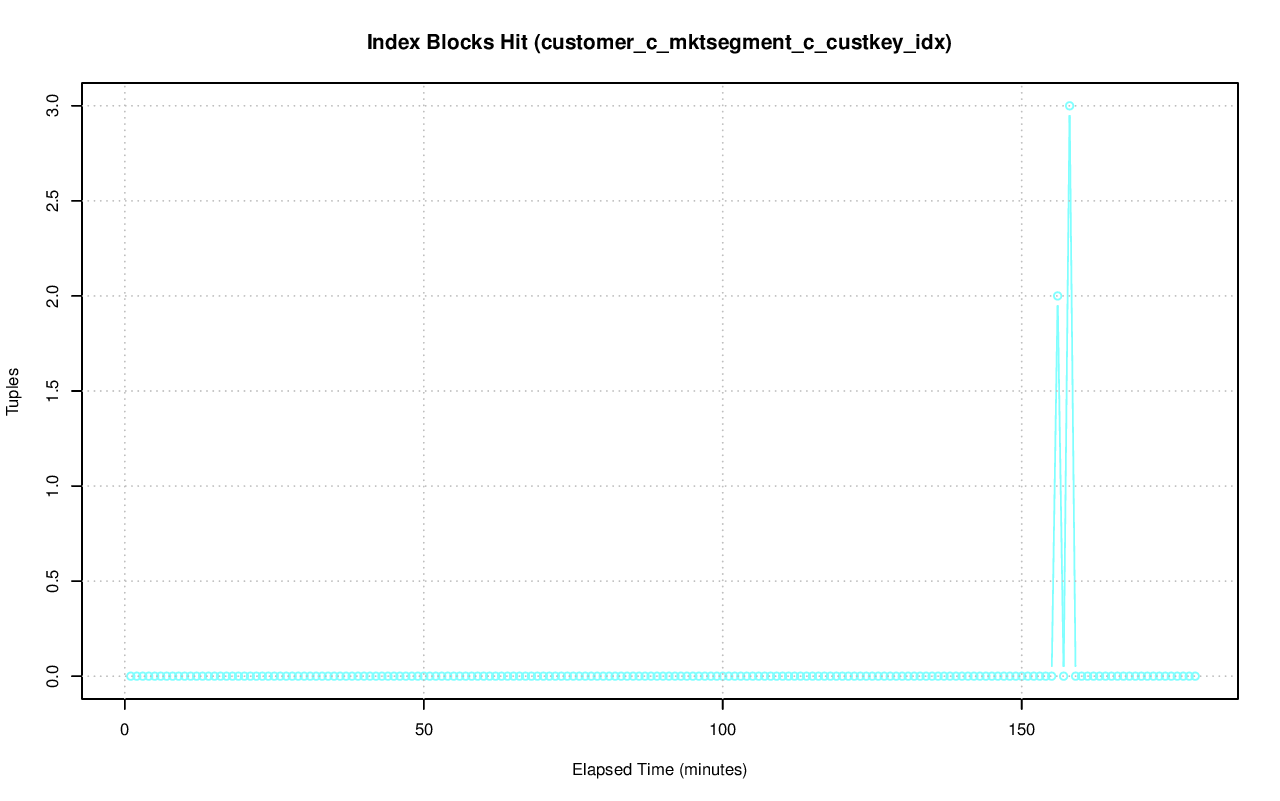 Index Blocks Hit (customer_c_mktsegment_c_custkey_idx)
Tuples
3.0
2.5
2.0
1.5
1.0
0.5
0.0
0 50 100 150
Elapsed Time (minutes)